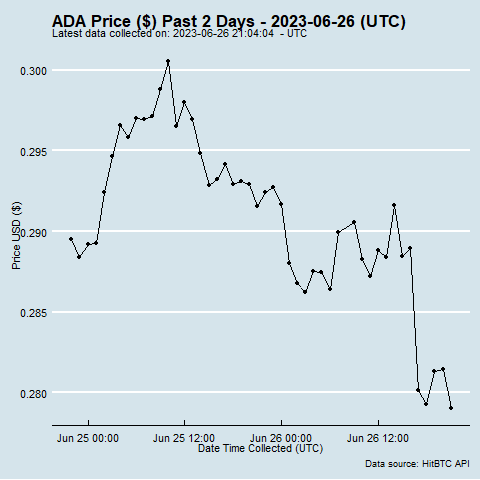 ADA Price ($) Past 2 Days - 2023-06-26 (UTC)
Latest data collected on: 2023-06-26 21:04:04 - UTC
0.300
0.295
0.290
0.285
0.280
Price USD ($)
Jun 25 00:00 Jun 25 12:00 Jun 26 00:00 Jun 26 12:00
Date Time Collected (UTC)
Data source: HitBTC API